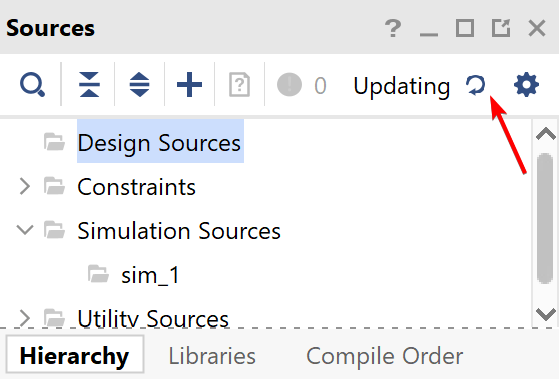 Sources
0 Updating
Design Sources
Constraints
Simulation Sources
sim_1
Utility Sources
Hierarchy Libraries Compile Order